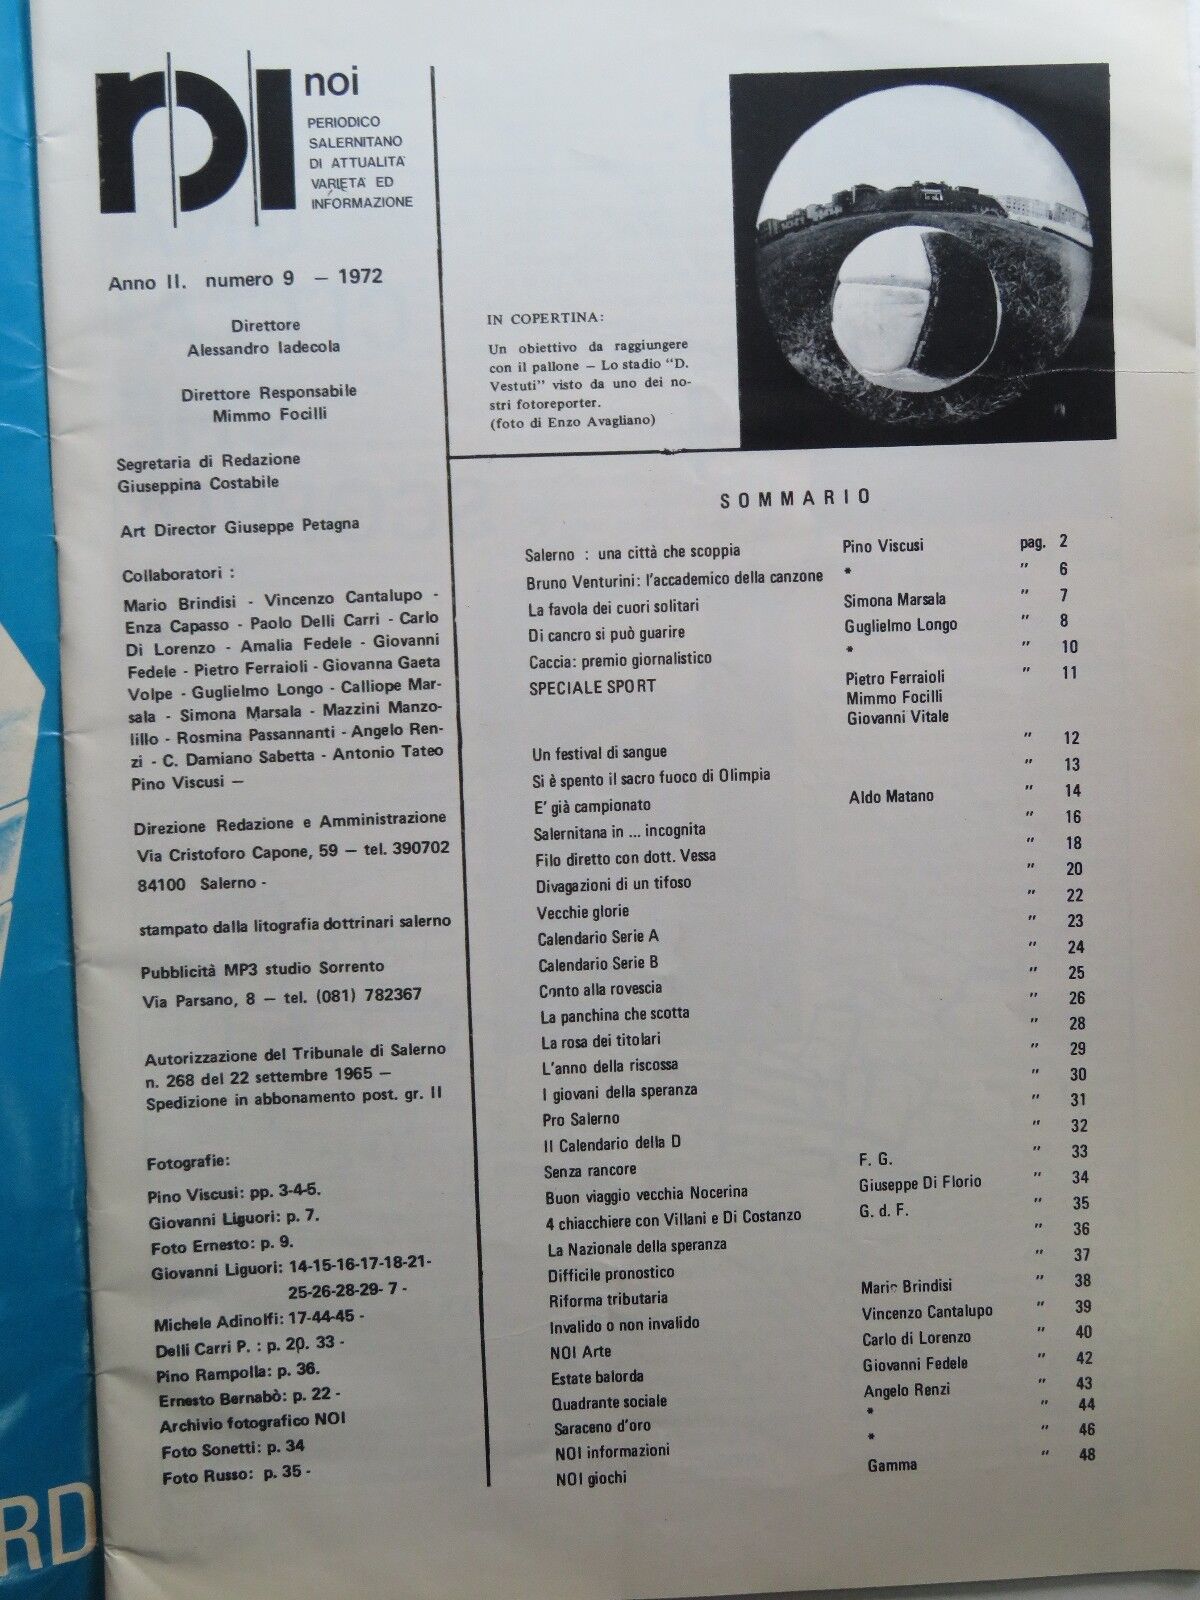 noi
PERIODICO
SALERNITANO
DI ATTUALITA'
VARIETA' ED
INFORMAZIONE
Anno II. numero 9 — 1972
Direttore
Alessandro Iadecola
Direttore Responsabile
Mimmo Focilli
Segretaria di Redazione
Giuseppina Costabile
Art Director Giuseppe Petagna
Collaboratori :
Mario Brindisi - Vincenzo Cantalupo -
Enza Capasso - Paolo Delli Carri - Carlo
Di Lorenzo - Amalia Fedele - Giovanni
Fedele - Pietro Ferraioli - Giovanna Gaeta
Volpe - Guglielmo Longo - Calliope Mar-
sala - Simona Marsala - Mazzini Manzo-
lillo - Rosmina Passannanti - Angelo Ren-
zi - C. Damiano Sabetta - Antonio Tateo
Pino Viscusi —
Direzione Redazione e Amministrazione
Via Cristoforo Capone, 59 — tel. 390702
84100 Salerno -
stampato dalla litografia dottrinari salerno
Pubblicità MP3 studio Sorrento
Via Parsano, 8 — tel. (081) 782367
Autorizzazione del Tribunale di Salerno
n. 268 del 22 settembre 1965 —
Spedizione in abbonamento post. gr. II
Fotografie:
Pino Viscusi: pp. 3-4-5.
Giovanni Liguori: p. 7.
Foto Ernesto: p. 9.
Giovanni Liguori: 14-15-16-17-18-21-
25-26-28-29- 7 -
Michele Adinolfi: 17-44-45 -
Delli Carri P. : p. 20. 33 -
Pino Rampolla: p. 36.
Ernesto Bernabò: p. 22 -
Archivio fotografico NOI
Foto Sonetti: p. 34
Foto Russo: p. 35 -
IN COPERTINA:
Un obiettivo da raggiungere
con il pallone — Lo stadio "D.
Vestuti" visto da uno dei no-
stri fotoreporter.
(foto di Enzo Avagliano)
SOMMARIO
Salerno : una città che scoppia Pino Viscusi pag. 2
Bruno Venturini: l'accademico della canzone * " 6
La favola dei cuori solitari Simona Marsala " 7
Di cancro si può guarire Guglielmo Longo " 8
Caccia: premio giornalistico * " 10
SPECIALE SPORT Pietro Ferraioli " 11
Mimmo Focilli
Giovanni Vitale
Un festival di sangue " 12
Si è spento il sacro fuoco di Olimpia " 13
E' già campionato Aldo Matano " 14
Salernitana in ... incognita " 16
Filo diretto con dott. Vessa " 18
Divagazioni di un tifoso " 20
Vecchie glorie " 22
Calendario Serie A " 23
Calendario Serie B " 24
Conto alla rovescia " 25
La panchina che scotta " 26
La rosa dei titolari " 28
L'anno della riscossa " 29
I giovani della speranza " 30
Pro Salerno " 31
Il Calendario della D " 32
Senza rancore F. G. " 33
Buon viaggio vecchia Nocerina Giuseppe Di Florio " 34
4 chiacchiere con Villani e Di Costanzo G. d. F. " 35
La Nazionale della speranza " 36
Difficile pronostico " 37
Riforma tributaria Mario Brindisi " 38
Invalido o non invalido Vincenzo Cantalupo " 39
NOI Arte Carlo di Lorenzo " 40
Estate balorda Giovanni Fedele " 42
Quadrante sociale Angelo Renzi " 43
Saraceno d'oro * " 44
NOI informazioni * " 46
NOI giochi Gamma " 48
RD